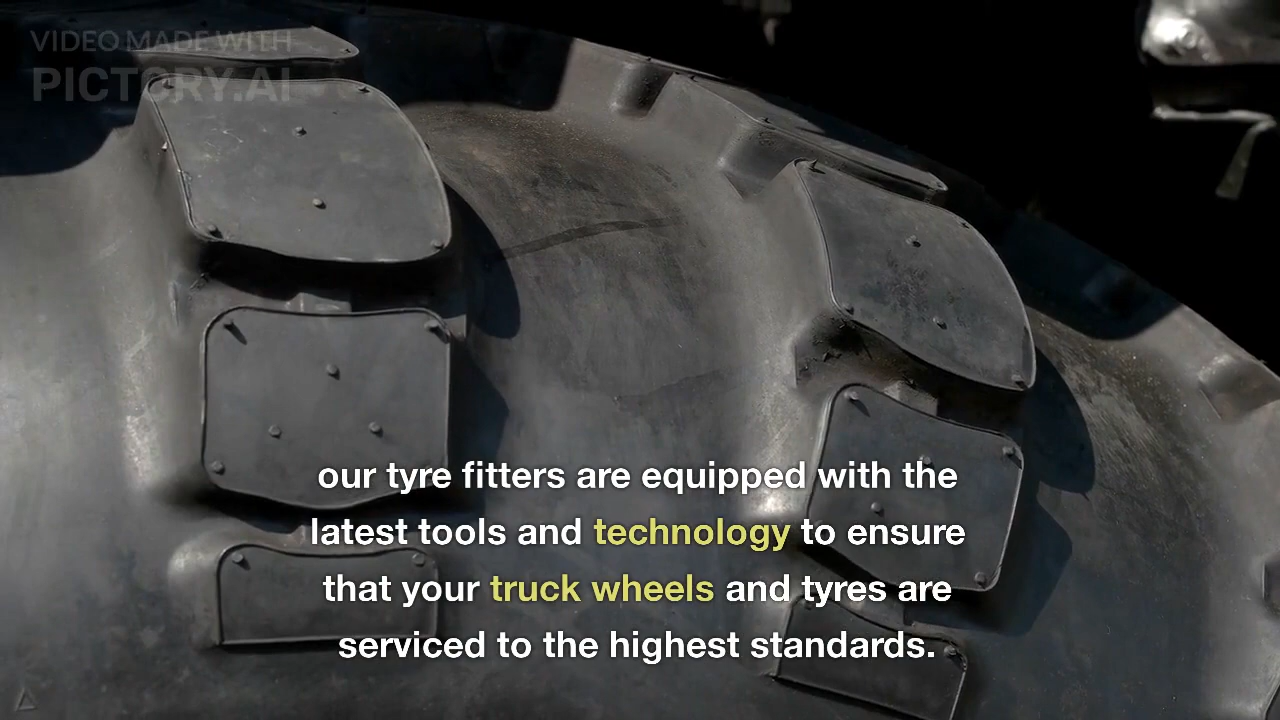 VIDEO MADE WITH
PICTORY.AI
our tyre fitters are equipped with the
latest tools and technology to ensure
that your truck wheels and tyres are
serviced to the highest standards.